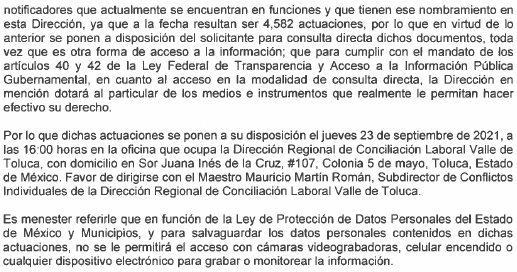 notificadores que actualmente se encuentran en funciones y que tienen ese nombramiento en
esta Dirección, ya que a la fecha resultan ser 4,582 actuaciones, por lo que en virtud de lo
anterior se ponen a disposición del solicitante para consulta directa dichos documentos, toda
vez que es otra forma de acceso a la información; que para cumplir con el mandato de los
artículos 40 y 42 de la Ley Federal de Transparencia y Acceso a la Información Pública
Gubernamental, en cuanto al acceso en la modalidad de consulta directa, la Dirección en
mención dotará al particular de los medios e instrumentos que realmente le permitan hacer
efectivo su derecho.
Por lo que dichas actuaciones se ponen a su disposición el jueves 23 de septiembre de 2021, a
las 16:00 horas en la oficina que ocupa la Dirección Regional de Conciliación Laboral Valle de
Toluca, con domicilio en Sor Juana Inés de la Cruz, #107, Colonia 5 de mayo, Toluca, Estado
de México. Favor de dirigirse con el Maestro Mauricio Martín Román, Subdirector de Conflictos
Individuales de la Dirección Regional de Conciliación Laboral Valle de Toluca.
Es menester referirle que en función de la Ley de Protección de Datos Personales del Estado
de México y Municipios, y para salvaguardar los datos personales contenidos en dichas
actuaciones, no se le permitirá el acceso con cámaras videograbadoras, celular encendido o
cualquier dispositivo electrónico para grabar o monitorear la información.